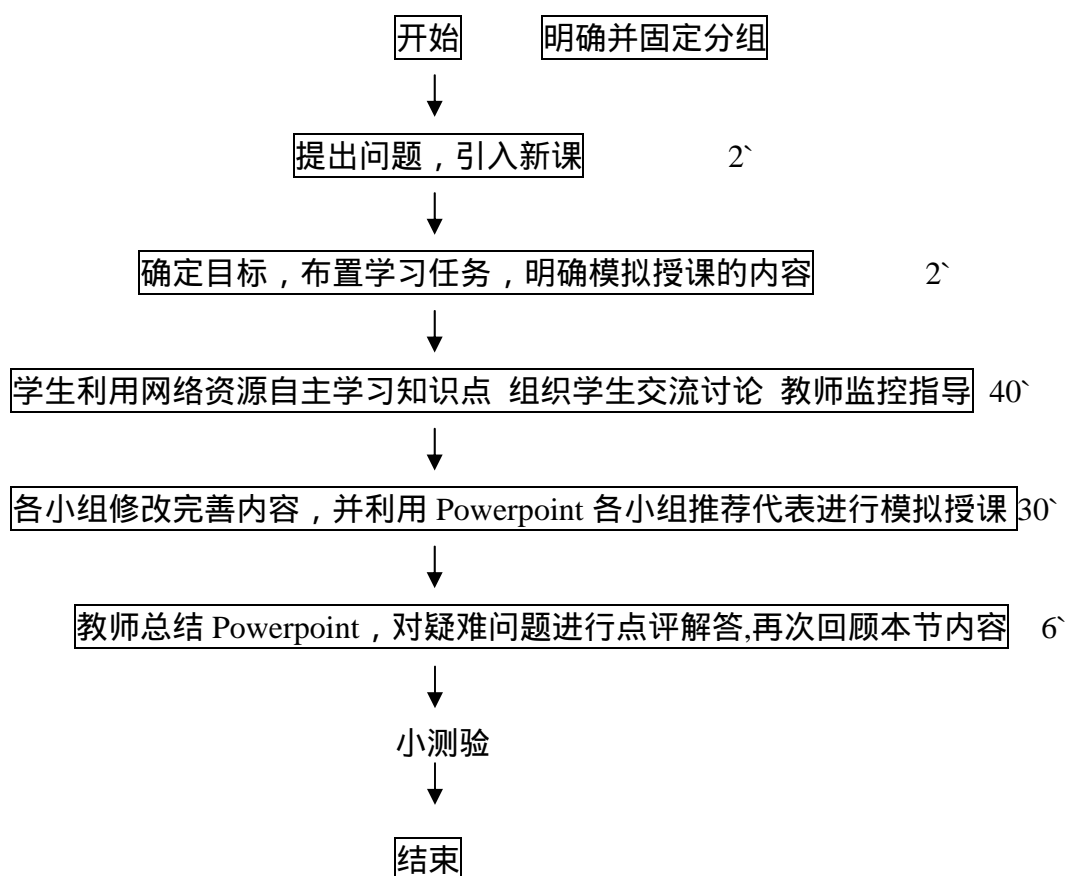 开始 明确并固定分组
提出问题，引入新课 2`
确定目标，布置学习任务，明确模拟授课的内容 2`
学生利用网络资源自主学习知识点 组织学生交流讨论 教师监控指导 40`
各小组修改完善内容，并利用 Powerpoint 各小组推荐代表进行模拟授课 30`
教师总结 Powerpoint，对疑难问题进行点评解答,再次回顾本节内容 6`
小测验
结束